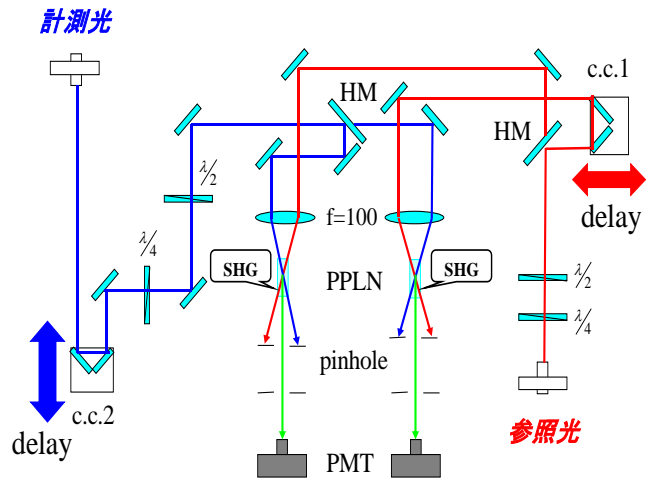 計測光
c.c.1
HM
HM
λ/2
delay
f=100
λ/4
SHG
PPLN
SHG
λ/2
λ/4
pinhole
c.c.2
delay
参照光
PMT